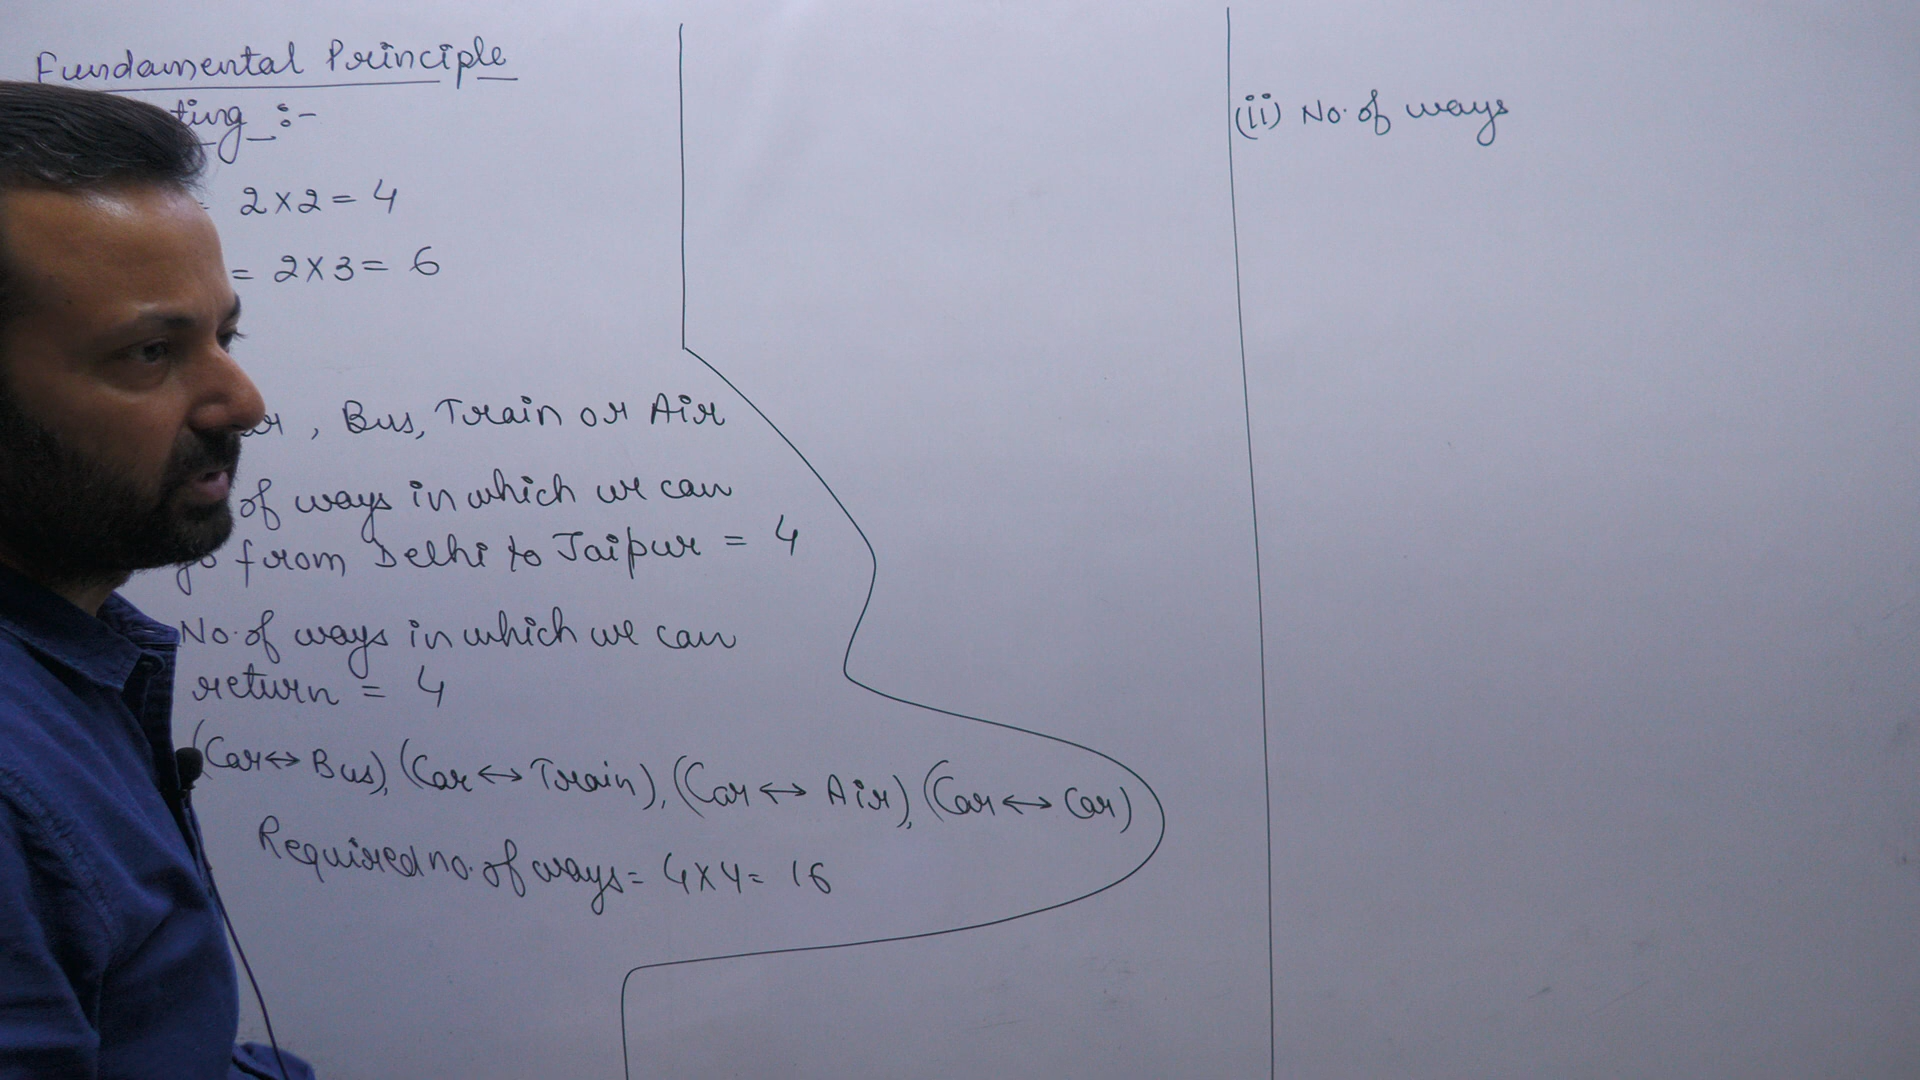 Fundamental Principle
ting :-
2×2 = 4
= 2×3 = 6
, Bus, Train or Air
of ways in which we can
go from Delhi to Jaipur = 4
No. of ways in which we can
return = 4
(Car↔Bus), (Car↔Train), (Car↔Air), (Car↔Car)
Required no. of ways = 4×4 = 16
(ii) No. of ways